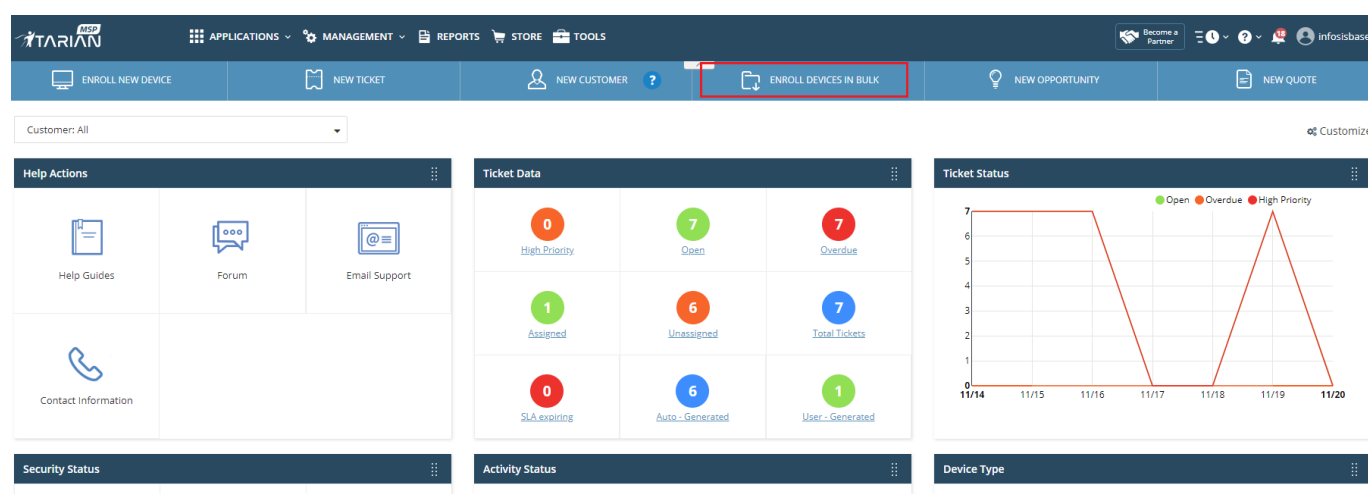 ITARIAN MSP
APPLICATIONS MANAGEMENT REPORTS STORE TOOLS Become a Partner ? 18 infosisbase
ENROLL NEW DEVICE NEW TICKET NEW CUSTOMER ? ENROLL DEVICES IN BULK NEW OPPORTUNITY NEW QUOTE
Customer: All Customize
Help Actions
Help Guides Forum Email Support
Contact Information
Ticket Data
0 7 7
High Priority Open Overdue
1 6 7
Assigned Unassigned Total Tickets
0 6 1
SLA expiring Auto - Generated User - Generated
Ticket Status
Open Overdue High Priority
7
6
5
4
3
2
1
0
11/14 11/15 11/16 11/17 11/18 11/19 11/20
Security Status Activity Status Device Type